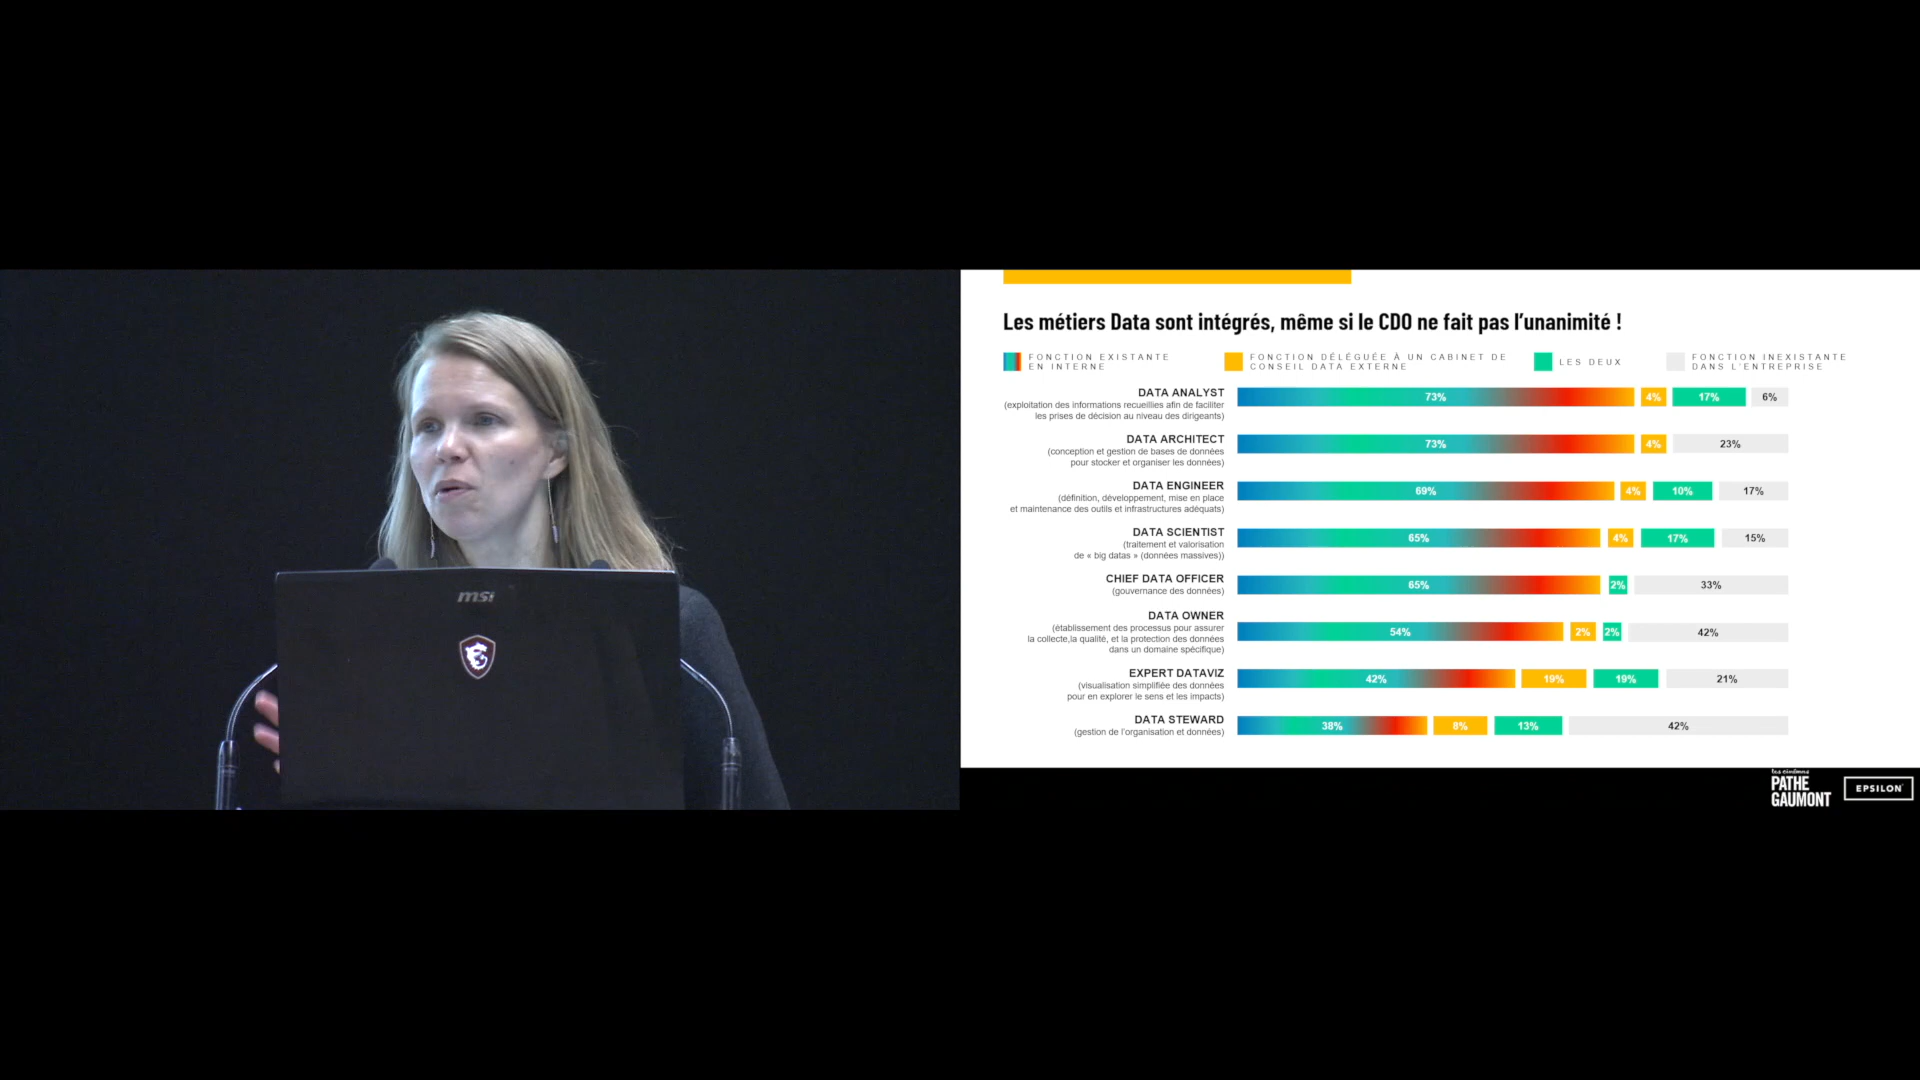 msi
Les métiers Data sont intégrés, même si le CDO ne fait pas l’unanimité !
FONCTION EXISTANTE
EN INTERNE
FONCTION DÉLÉGUÉE À UN CABINET DE
CONSEIL DATA EXTERNE
LES DEUX
FONCTION INEXISTANTE
DANS L'ENTREPRISE
DATA ANALYST
(exploitation des informations recueillies afin de faciliter
les prises de décision au niveau des dirigeants)
73% 4% 17% 6%
DATA ARCHITECT
(conception et gestion de bases de données
pour stocker et organiser les données)
73% 4% 23%
DATA ENGINEER
(définition, développement, mise en place
et maintenance des outils et infrastructures adéquats)
69% 4% 10% 17%
DATA SCIENTIST
(traitement et valorisation
de « big datas » (données massives))
65% 4% 17% 15%
CHIEF DATA OFFICER
(gouvernance des données)
65% 2% 33%
DATA OWNER
(établissement des processus pour assurer
la collecte,la qualité, et la protection des données
dans un domaine spécifique)
54% 2% 2% 42%
EXPERT DATAVIZ
(visualisation simplifiée des données
pour en explorer le sens et les impacts)
42% 19% 19% 21%
DATA STEWARD
(gestion de l’organisation et données)
38% 8% 13% 42%
les cinémas
PATHE
GAUMONT
EPSILON